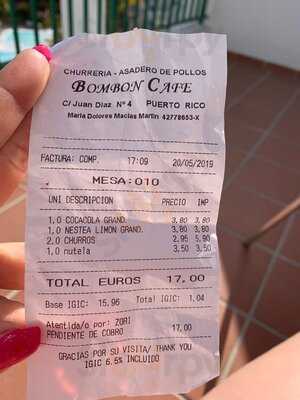 CHURRERIA - ASADERO DE POLLOS
BOMBON CAFE
C/ Juan Diaz Nº 4 PUERTO RICO
Maria Dolores Macias Martin 42778653-X
FACTURA: COMP. 17:09 20/05/2019
MESA:010
UNI DESCRIPCION PRECIO IMP
1,0 COCACOLA GRAND. 3,80 3,80
1,0 NESTEA LIMON GRAND. 3,80 3,80
2,0 CHURROS 2,95 5,90
1,0 nutela 3,50 3,50
TOTAL EUROS 17,00
Base IGIC: 15,96 Total IGIC: 1,04
Atentida/o por: ZORI 17,00
PENDIENTE DE COBRO
GRACIAS POR SU VISITA/ THANK YOU
IGIC 6.5% INCLUIDO